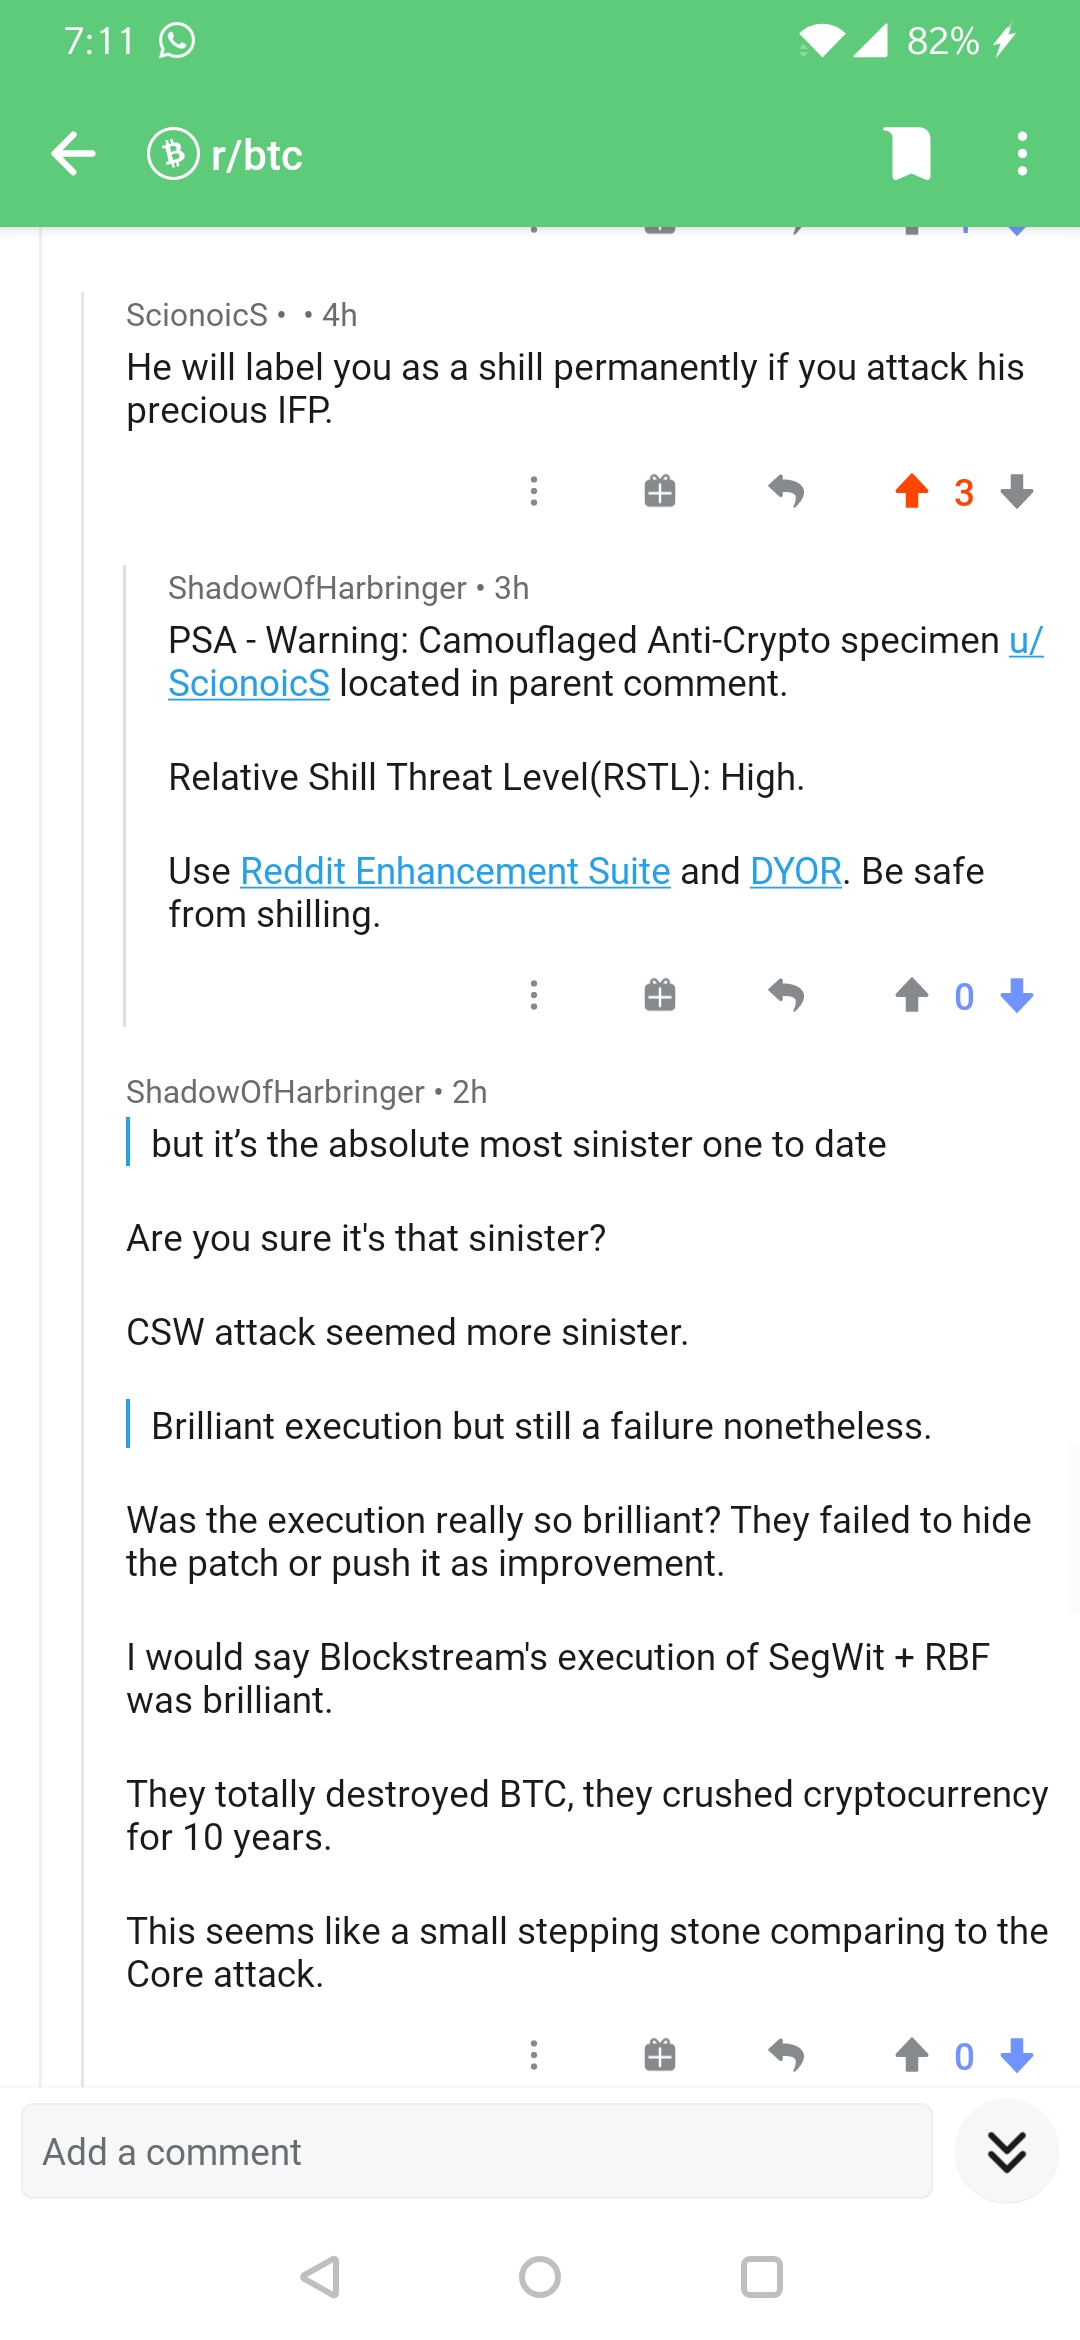 7:11
82%
r/btc
ScionoicS • • 4h
He will label you as a shill permanently if you attack his
precious IFP.
3
ShadowOfHarbringer • 3h
PSA - Warning: Camouflaged Anti-Crypto specimen u/
ScionoicS located in parent comment.
Relative Shill Threat Level(RSTL): High.
Use Reddit Enhancement Suite and DYOR. Be safe
from shilling.
0
ShadowOfHarbringer • 2h
but it’s the absolute most sinister one to date
Are you sure it's that sinister?
CSW attack seemed more sinister.
Brilliant execution but still a failure nonetheless.
Was the execution really so brilliant? They failed to hide
the patch or push it as improvement.
I would say Blockstream's execution of SegWit + RBF
was brilliant.
They totally destroyed BTC, they crushed cryptocurrency
for 10 years.
This seems like a small stepping stone comparing to the
Core attack.
0
Add a comment